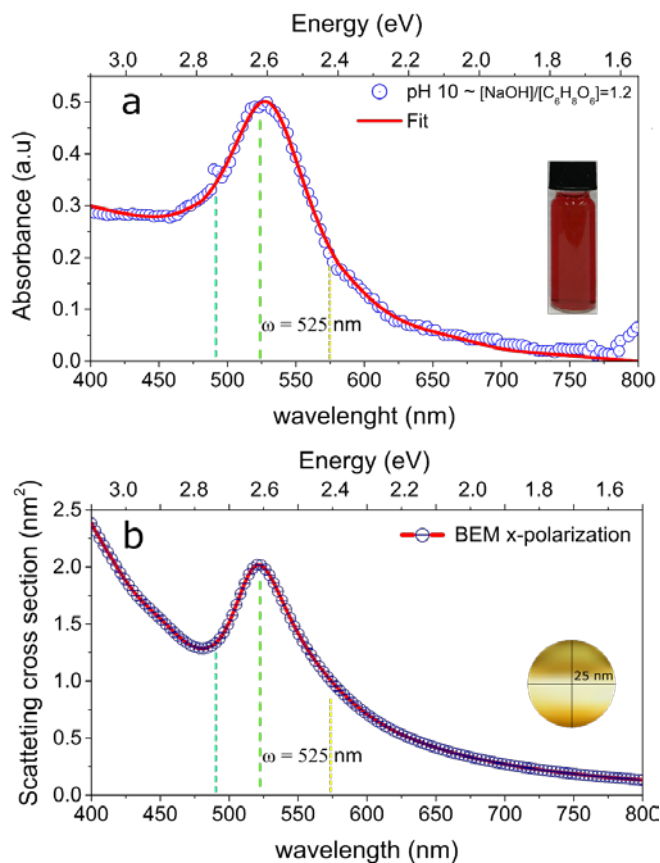 Energy (eV)
3.0 2.8 2.6 2.4 2.2 2.0 1.8 1.6
a
pH 10 ~ [NaOH]/[C₆H₈O₆]=1.2
Fit
Absorbance (a.u)
0.5
0.4
0.3
0.2
0.1
0.0
ω = 525 nm
400 450 500 550 600 650 700 750 800
wavelenght (nm)
Energy (eV)
3.0 2.8 2.6 2.4 2.2 2.0 1.8 1.6
b
BEM x-polarization
Scatteting cross section (nm²)
2.5
2.0
1.5
1.0
0.5
0.0
25 nm
ω = 525 nm
400 450 500 550 600 650 700 750 800
wavelength (nm)